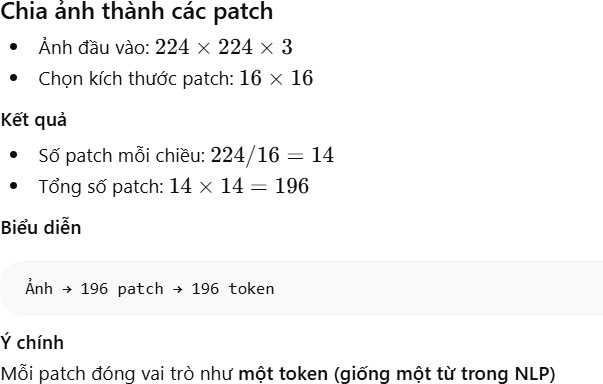 Chia ảnh thành các patch
• Ảnh đầu vào: 224 × 224 × 3
• Chọn kích thước patch: 16 × 16
Kết quả
• Số patch mỗi chiều: 224/16 = 14
• Tổng số patch: 14 × 14 = 196
Biểu diễn
Ảnh → 196 patch → 196 token
Ý chính
Mỗi patch đóng vai trò như một token (giống một từ trong NLP)